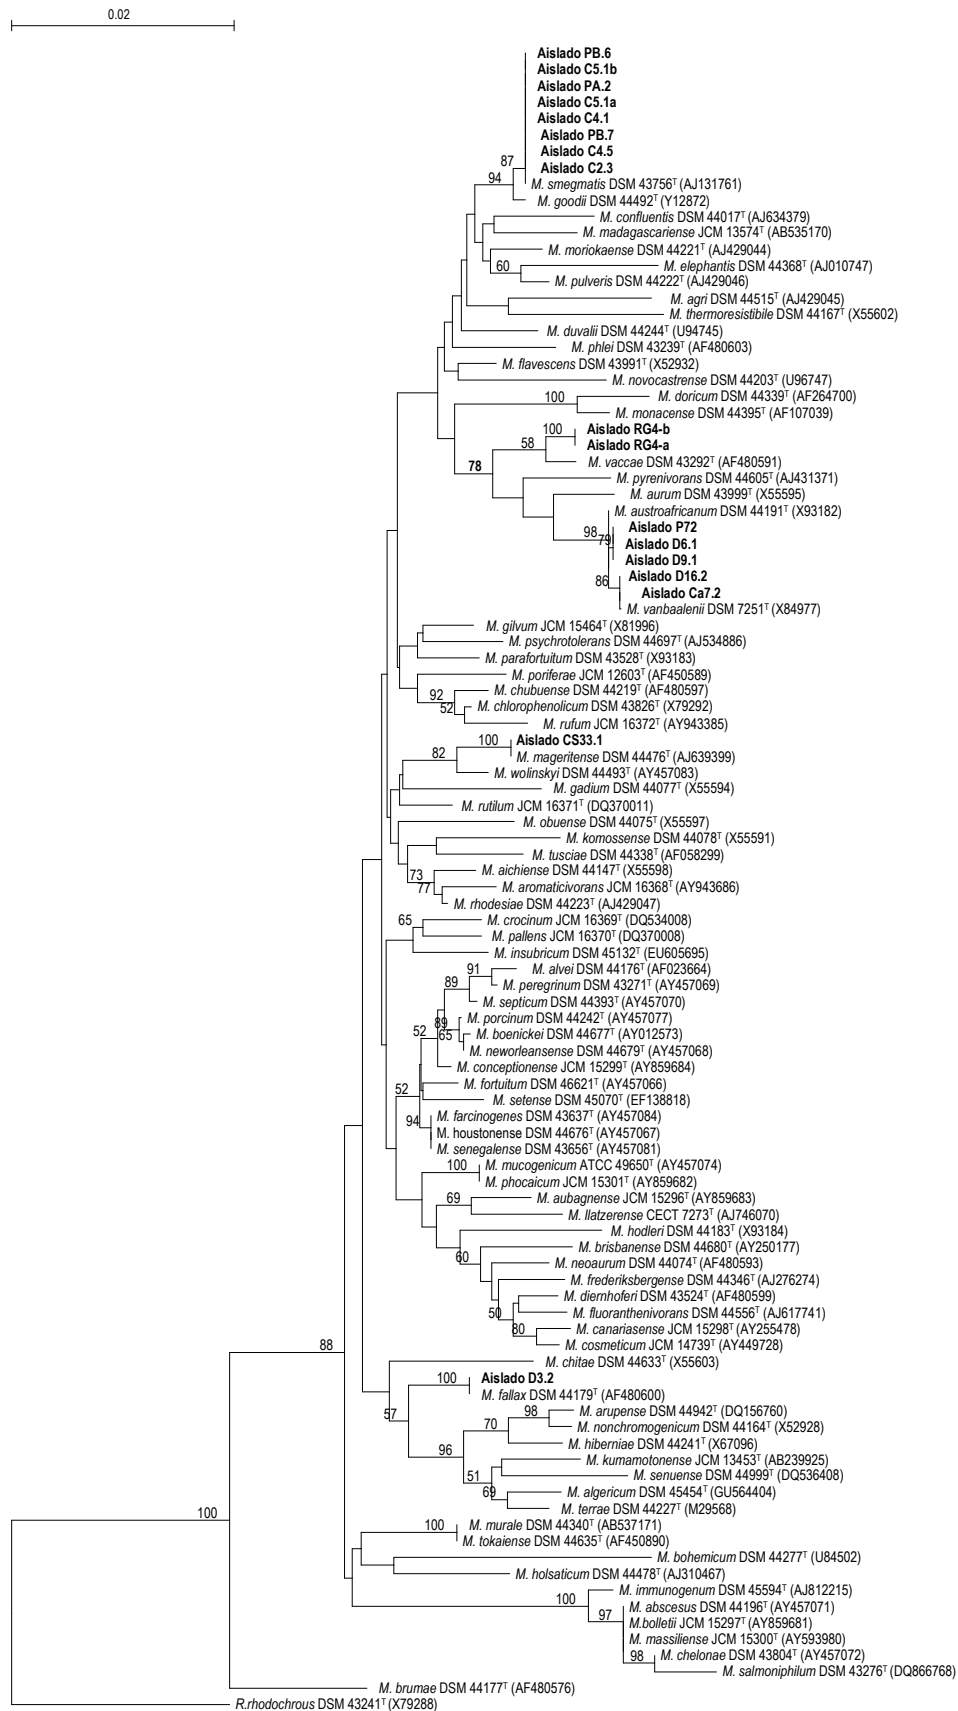 0.02
Aislado PB.6
Aislado C5.1b
Aislado PA.2
Aislado C5.1a
Aislado C4.1
Aislado PB.7
Aislado C4.5
87
Aislado C2.3
94
M. smegmatis DSM 43756ᵀ (AJ131761)
M. goodii DSM 44492ᵀ (Y12872)
M. confluentis DSM 44017ᵀ (AJ634379)
M. madagascariense JCM 13574ᵀ (AB535170)
M. moriokaense DSM 44221ᵀ (AJ429044)
60
M. elephantis DSM 44368ᵀ (AJ010747)
M. pulveris DSM 44222ᵀ (AJ429046)
M. agri DSM 44515ᵀ (AJ429045)
M. thermoresistibile DSM 44167ᵀ (X55602)
M. duvalii DSM 44244ᵀ (U94745)
M. phlei DSM 43239ᵀ (AF480603)
M. flavescens DSM 43991ᵀ (X52932)
M. novocastrense DSM 44203ᵀ (U96747)
100
M. doricum DSM 44339ᵀ (AF264700)
M. monacense DSM 44395ᵀ (AF107039)
100
Aislado RG4-b
58
Aislado RG4-a
78
M. vaccae DSM 43292ᵀ (AF480591)
M. pyrenivorans DSM 44605ᵀ (AJ431371)
M. aurum DSM 43999ᵀ (X55595)
M. austroafricanum DSM 44191ᵀ (X93182)
Aislado P72
98
79
Aislado D6.1
Aislado D9.1
86
Aislado D16.2
Aislado Ca7.2
M. vanbaalenii DSM 7251ᵀ (X84977)
M. gilvum JCM 15464ᵀ (X81996)
M. psychrotolerans DSM 44697ᵀ (AJ534886)
M. parafortuitum DSM 43528ᵀ (X93183)
M. poriferae JCM 12603ᵀ (AF450589)
92
M. chubuense DSM 44219ᵀ (AF480597)
52
M. chlorophenolicum DSM 43826ᵀ (X79292)
M. rufum JCM 16372ᵀ (AY943385)
100
Aislado CS33.1
82
M. mageritense DSM 44476ᵀ (AJ639399)
M. wolinskyi DSM 44493ᵀ (AY457083)
M. gadium DSM 44077ᵀ (X55594)
M. rutilum JCM 16371ᵀ (DQ370011)
M. obuense DSM 44075ᵀ (X55597)
M. komossense DSM 44078ᵀ (X55591)
M. tusciae DSM 44338ᵀ (AF058299)
73
M. aichiense DSM 44147ᵀ (X55598)
77
M. aromaticivorans JCM 16368ᵀ (AY943686)
M. rhodesiae DSM 44223ᵀ (AJ429047)
65
M. crocinum JCM 16369ᵀ (DQ534008)
M. pallens JCM 16370ᵀ (DQ370008)
M. insubricum DSM 45132ᵀ (EU605695)
91
M. alvei DSM 44176ᵀ (AF023664)
89
M. peregrinum DSM 43271ᵀ (AY457069)
M. septicum DSM 44393ᵀ (AY457070)
89
M. porcinum DSM 44242ᵀ (AY457077)
52
65
M. boenickei DSM 44677ᵀ (AY012573)
M. neworleansense DSM 44679ᵀ (AY457068)
M. conceptionense JCM 15299ᵀ (AY859684)
52
M. fortuitum DSM 46621ᵀ (AY457066)
M. setense DSM 45070ᵀ (EF138818)
94
M. farcinogenes DSM 43637ᵀ (AY457084)
M. houstonense DSM 44676ᵀ (AY457067)
M. senegalense DSM 43656ᵀ (AY457081)
100
M. mucogenicum ATCC 49650ᵀ (AY457074)
M. phocaicum JCM 15301ᵀ (AY859682)
69
M. aubagnense JCM 15296ᵀ (AY859683)
M. llatzerense CECT 7273ᵀ (AJ746070)
M. hodleri DSM 44183ᵀ (X93184)
60
M. brisbanense DSM 44680ᵀ (AY250177)
M. neoaurum DSM 44074ᵀ (AF480593)
M. frederiksbergense DSM 44346ᵀ (AJ276274)
M. diernhoferi DSM 43524ᵀ (AF480599)
50
M. fluoranthenivorans DSM 44556ᵀ (AJ617741)
80
M. canariasense JCM 15298ᵀ (AY255478)
M. cosmeticum JCM 14739ᵀ (AY449728)
88
M. chitae DSM 44633ᵀ (X55603)
100
Aislado D3.2
M. fallax DSM 44179ᵀ (AF480600)
57
98
M. arupense DSM 44942ᵀ (DQ156760)
70
M. nonchromogenicum DSM 44164ᵀ (X52928)
M. hiberniae DSM 44241ᵀ (X67096)
96
M. kumamotonense JCM 13453ᵀ (AB239925)
51
M. senuense DSM 44999ᵀ (DQ536408)
69
M. algericum DSM 45454ᵀ (GU564404)
M. terrae DSM 44227ᵀ (M29568)
100
100
M. murale DSM 44340ᵀ (AB537171)
M. tokaiense DSM 44635ᵀ (AF450890)
M. bohemicum DSM 44277ᵀ (U84502)
M. holsaticum DSM 44478ᵀ (AJ310467)
M. immunogenum DSM 45594ᵀ (AJ812215)
100
M. abscesus DSM 44196ᵀ (AY457071)
97
M.bolletii JCM 15297ᵀ (AY859681)
M. massiliense JCM 15300ᵀ (AY593980)
98
M. chelonae DSM 43804ᵀ (AY457072)
M. salmoniphilum DSM 43276ᵀ (DQ866768)
M. brumae DSM 44177ᵀ (AF480576)
R.rhodochrous DSM 43241ᵀ (X79288)